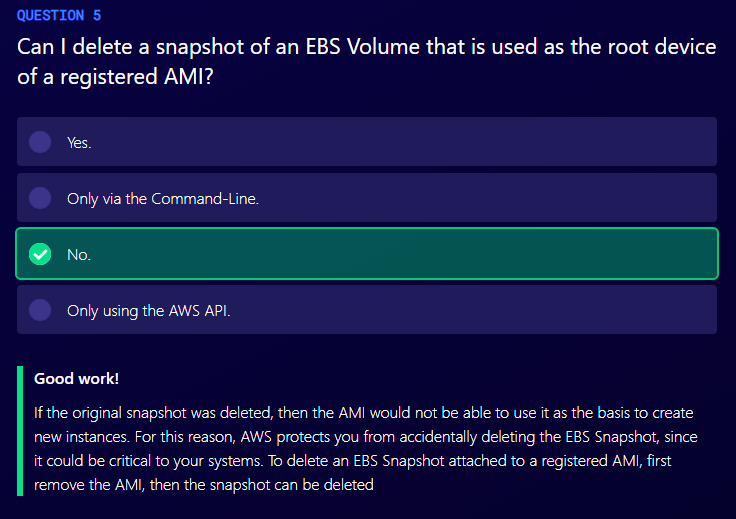 QUESTION 5
Can I delete a snapshot of an EBS Volume that is used as the root device
of a registered AMI?
Yes.
Only via the Command-Line.
No.
Only using the AWS API.
Good work!
If the original snapshot was deleted, then the AMI would not be able to use it as the basis to create
new instances. For this reason, AWS protects you from accidentally deleting the EBS Snapshot, since
it could be critical to your systems. To delete an EBS Snapshot attached to a registered AMI, first
remove the AMI, then the snapshot can be deleted